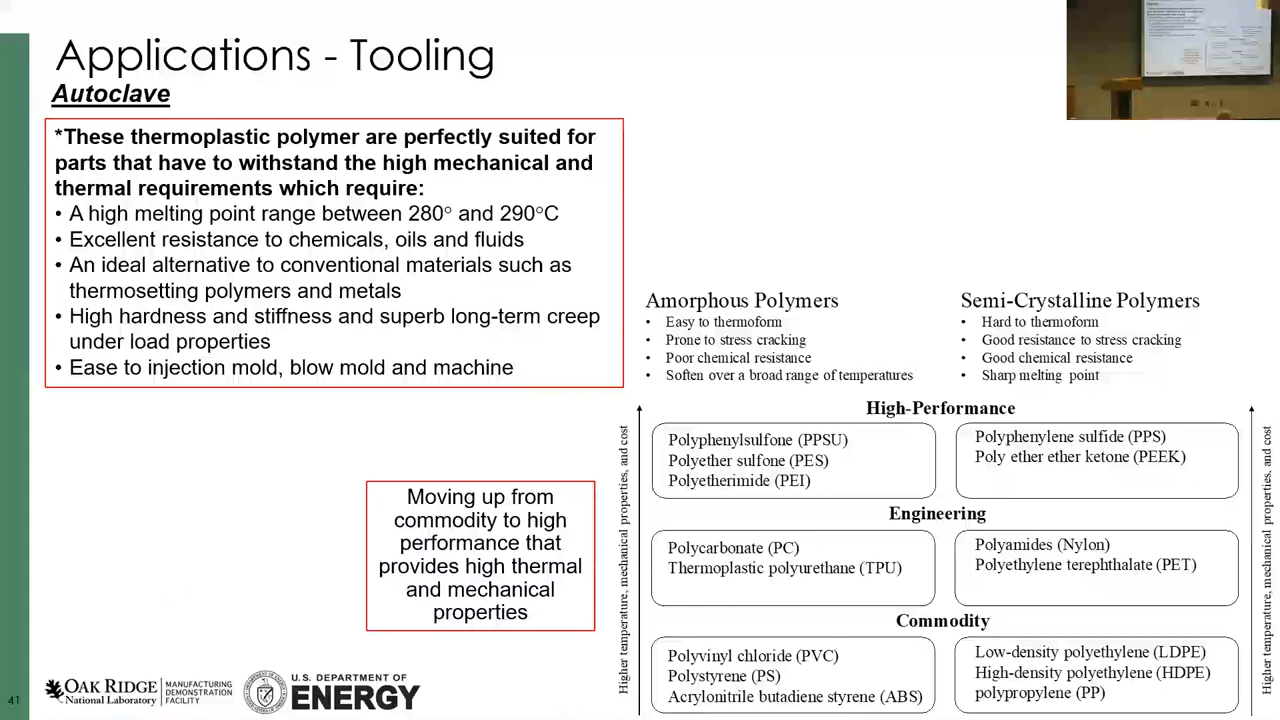 Applications - Tooling
Autoclave
*These thermoplastic polymer are perfectly suited for
parts that have to withstand the high mechanical and
thermal requirements which require:
• A high melting point range between 280° and 290°C
• Excellent resistance to chemicals, oils and fluids
• An ideal alternative to conventional materials such as
thermosetting polymers and metals
• High hardness and stiffness and superb long-term creep
under load properties
• Ease to injection mold, blow mold and machine
Moving up from
commodity to high
performance that
provides high thermal
and mechanical
properties
Amorphous Polymers
• Easy to thermoform
• Prone to stress cracking
• Poor chemical resistance
• Soften over a broad range of temperatures
Semi-Crystalline Polymers
• Hard to thermoform
• Good resistance to stress cracking
• Good chemical resistance
• Sharp melting point
High-Performance
Polyphenylsulfone (PPSU)
Polyether sulfone (PES)
Polyetherimide (PEI)
Polyphenylene sulfide (PPS)
Poly ether ether ketone (PEEK)
Engineering
Polycarbonate (PC)
Thermoplastic polyurethane (TPU)
Polyamides (Nylon)
Polyethylene terephthalate (PET)
Commodity
Polyvinyl chloride (PVC)
Polystyrene (PS)
Acrylonitrile butadiene styrene (ABS)
Low-density polyethylene (LDPE)
High-density polyethylene (HDPE)
polypropylene (PP)
Higher temperature, mechanical properties, and cost
Higher temperature, mechanical properties, and cost
41
OAK RIDGE
National Laboratory
MANUFACTURING
DEMONSTRATION
FACILITY
U.S. DEPARTMENT OF
ENERGY